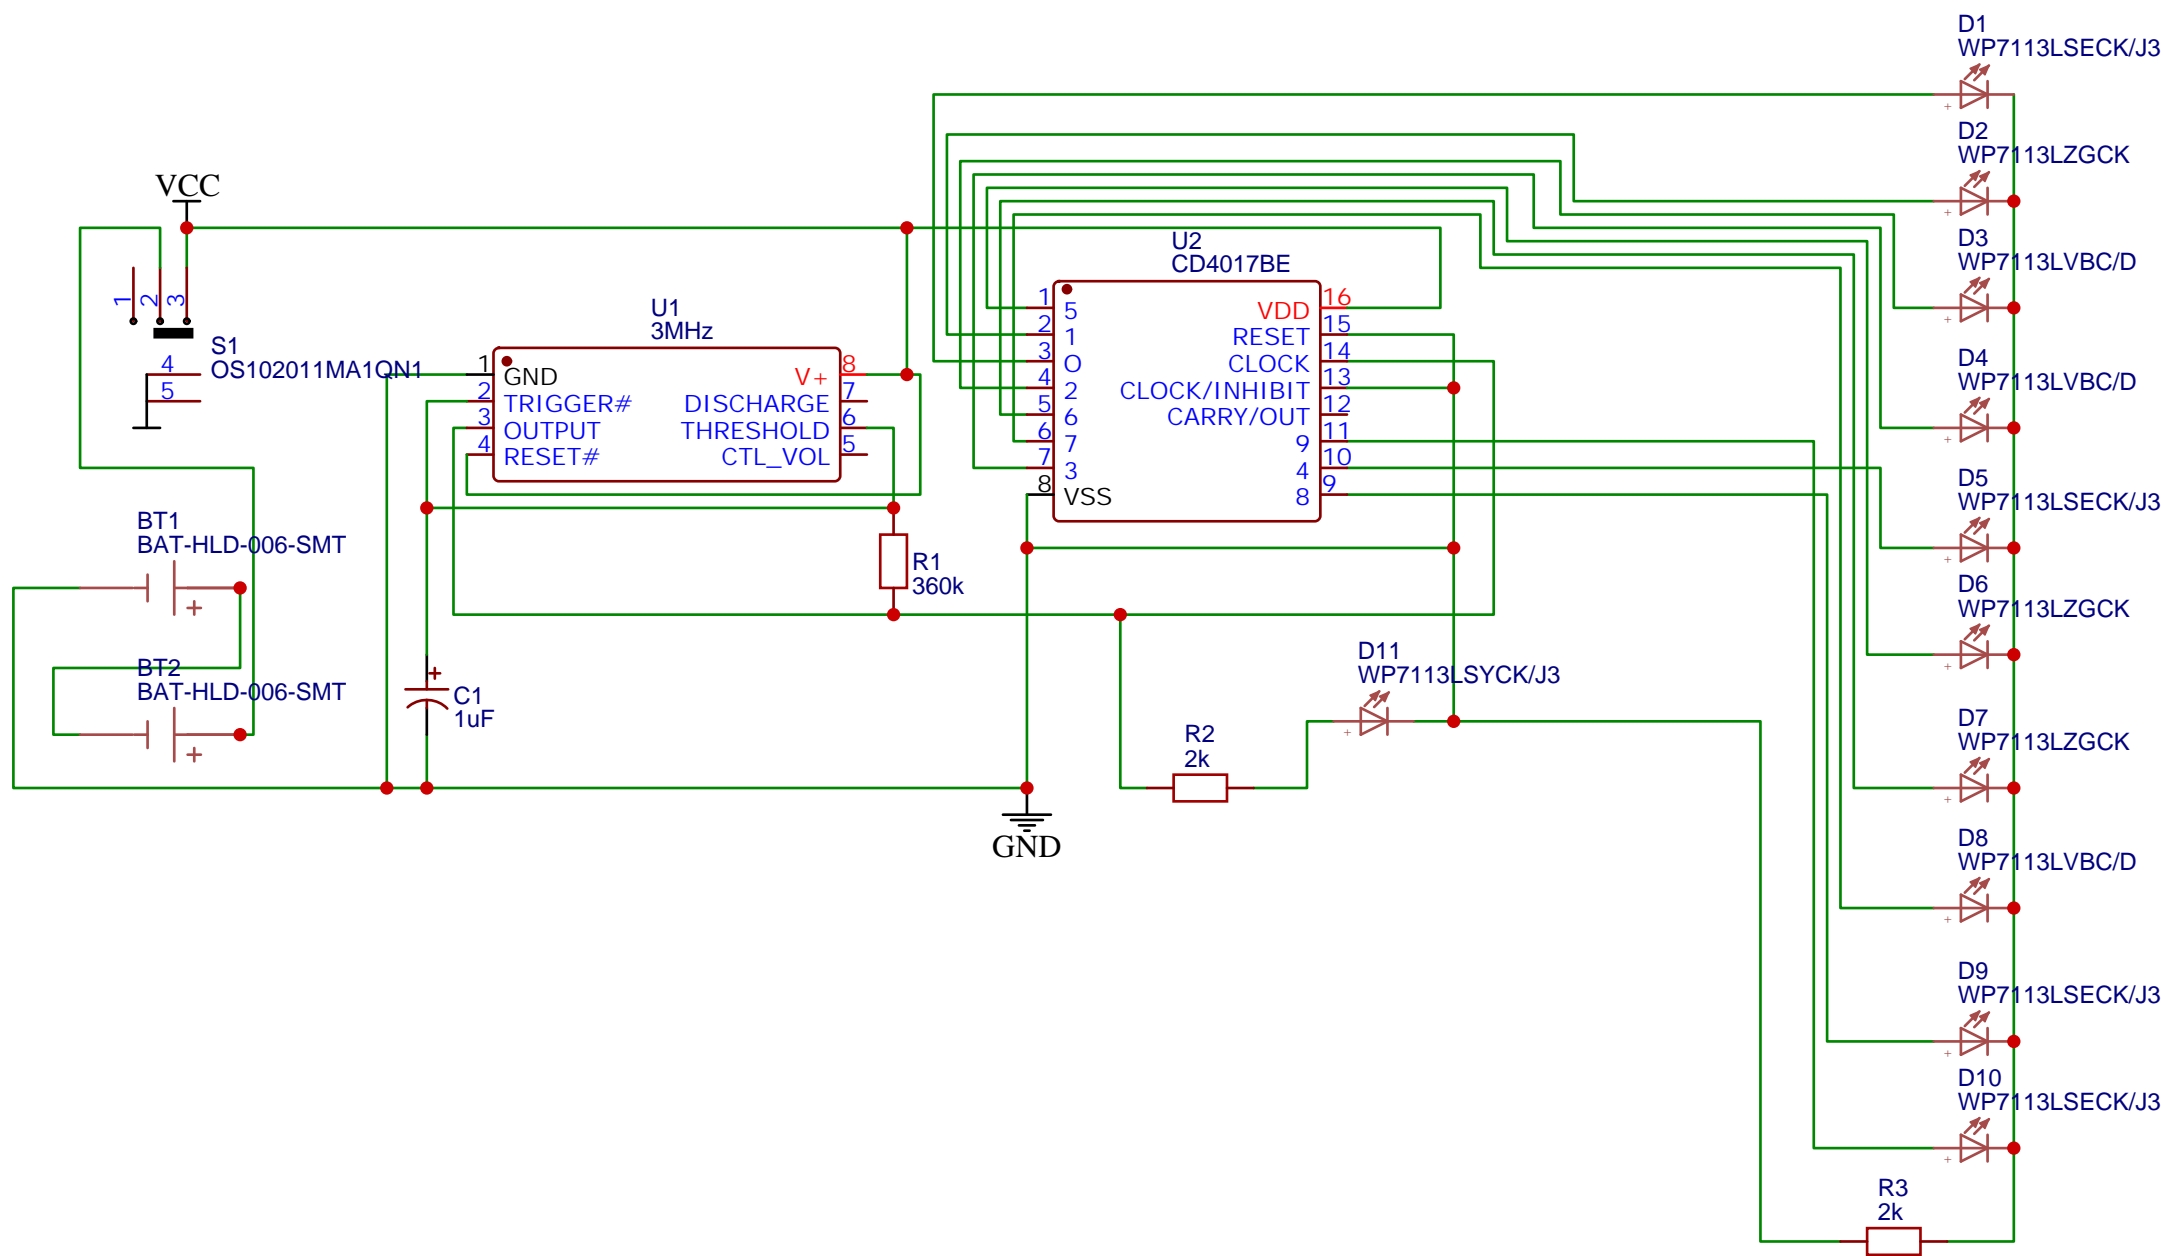 D1
WP7113LSECK/J3
D2
WP7113LZGCK
D3
WP7113LVBC/D
D4
WP7113LVBC/D
D5
WP7113LSECK/J3
D6
WP7113LZGCK
D7
WP7113LZGCK
D8
WP7113LVBC/D
D9
WP7113LSECK/J3
D10
WP7113LSECK/J3
+
+
+
+
+
+
+
+
+
+
VCC
1
2
3
4
5
S1
OS102011MA1QN1
BT1
BAT-HLD-006-SMT
+
BT2
BAT-HLD-006-SMT
+
U1
3MHz
1 GND
2 TRIGGER#
3 OUTPUT
4 RESET#
V+ 8
DISCHARGE 7
THRESHOLD 6
CTL_VOL 5
R1
360k
+
C1
1uF
GND
U2
CD4017BE
1 5
2 1
3 O
4 2
5 6
6 7
7 3
8 VSS
VDD 16
RESET 15
CLOCK 14
CLOCK/INHIBIT 13
CARRY/OUT 12
9 11
4 10
8 9
D11
WP7113LSYCK/J3
+
R2
2k
R3
2k